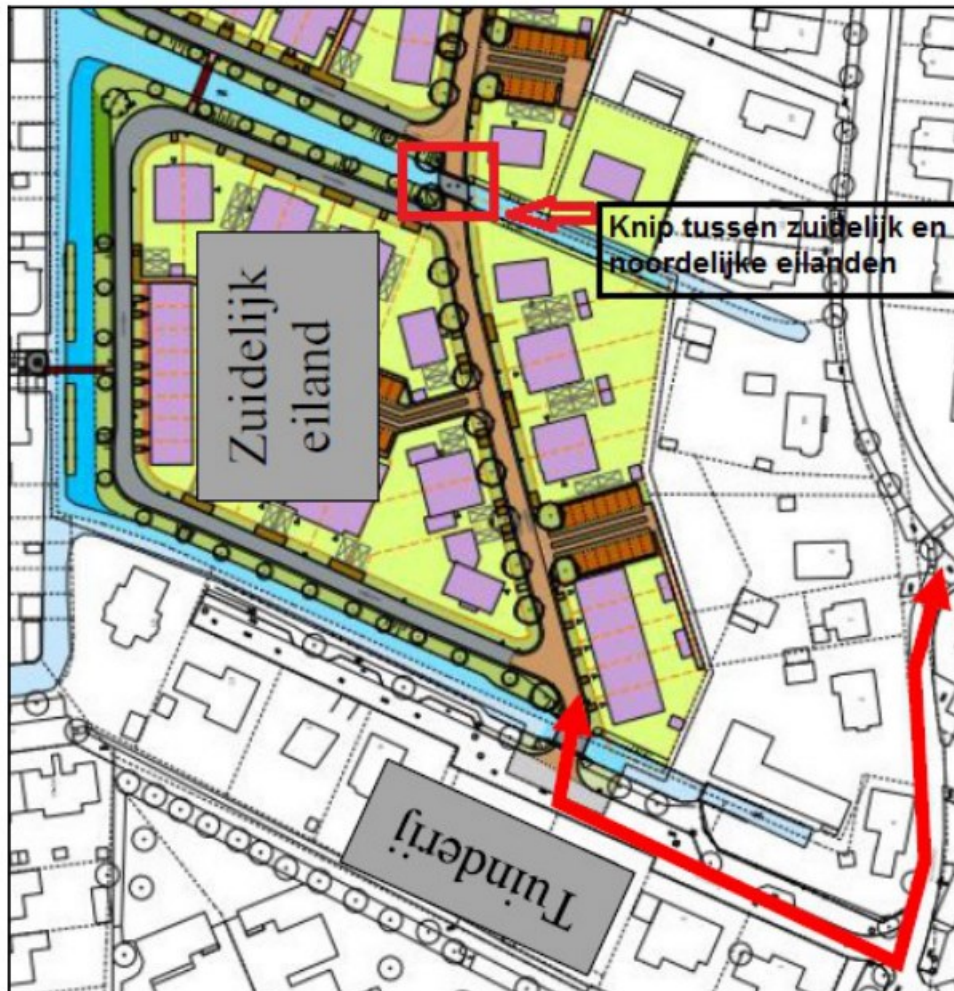 Knip tussen zuidelijk en
noordelijke eilanden
Zuidelijk
eiland
Tuinderij